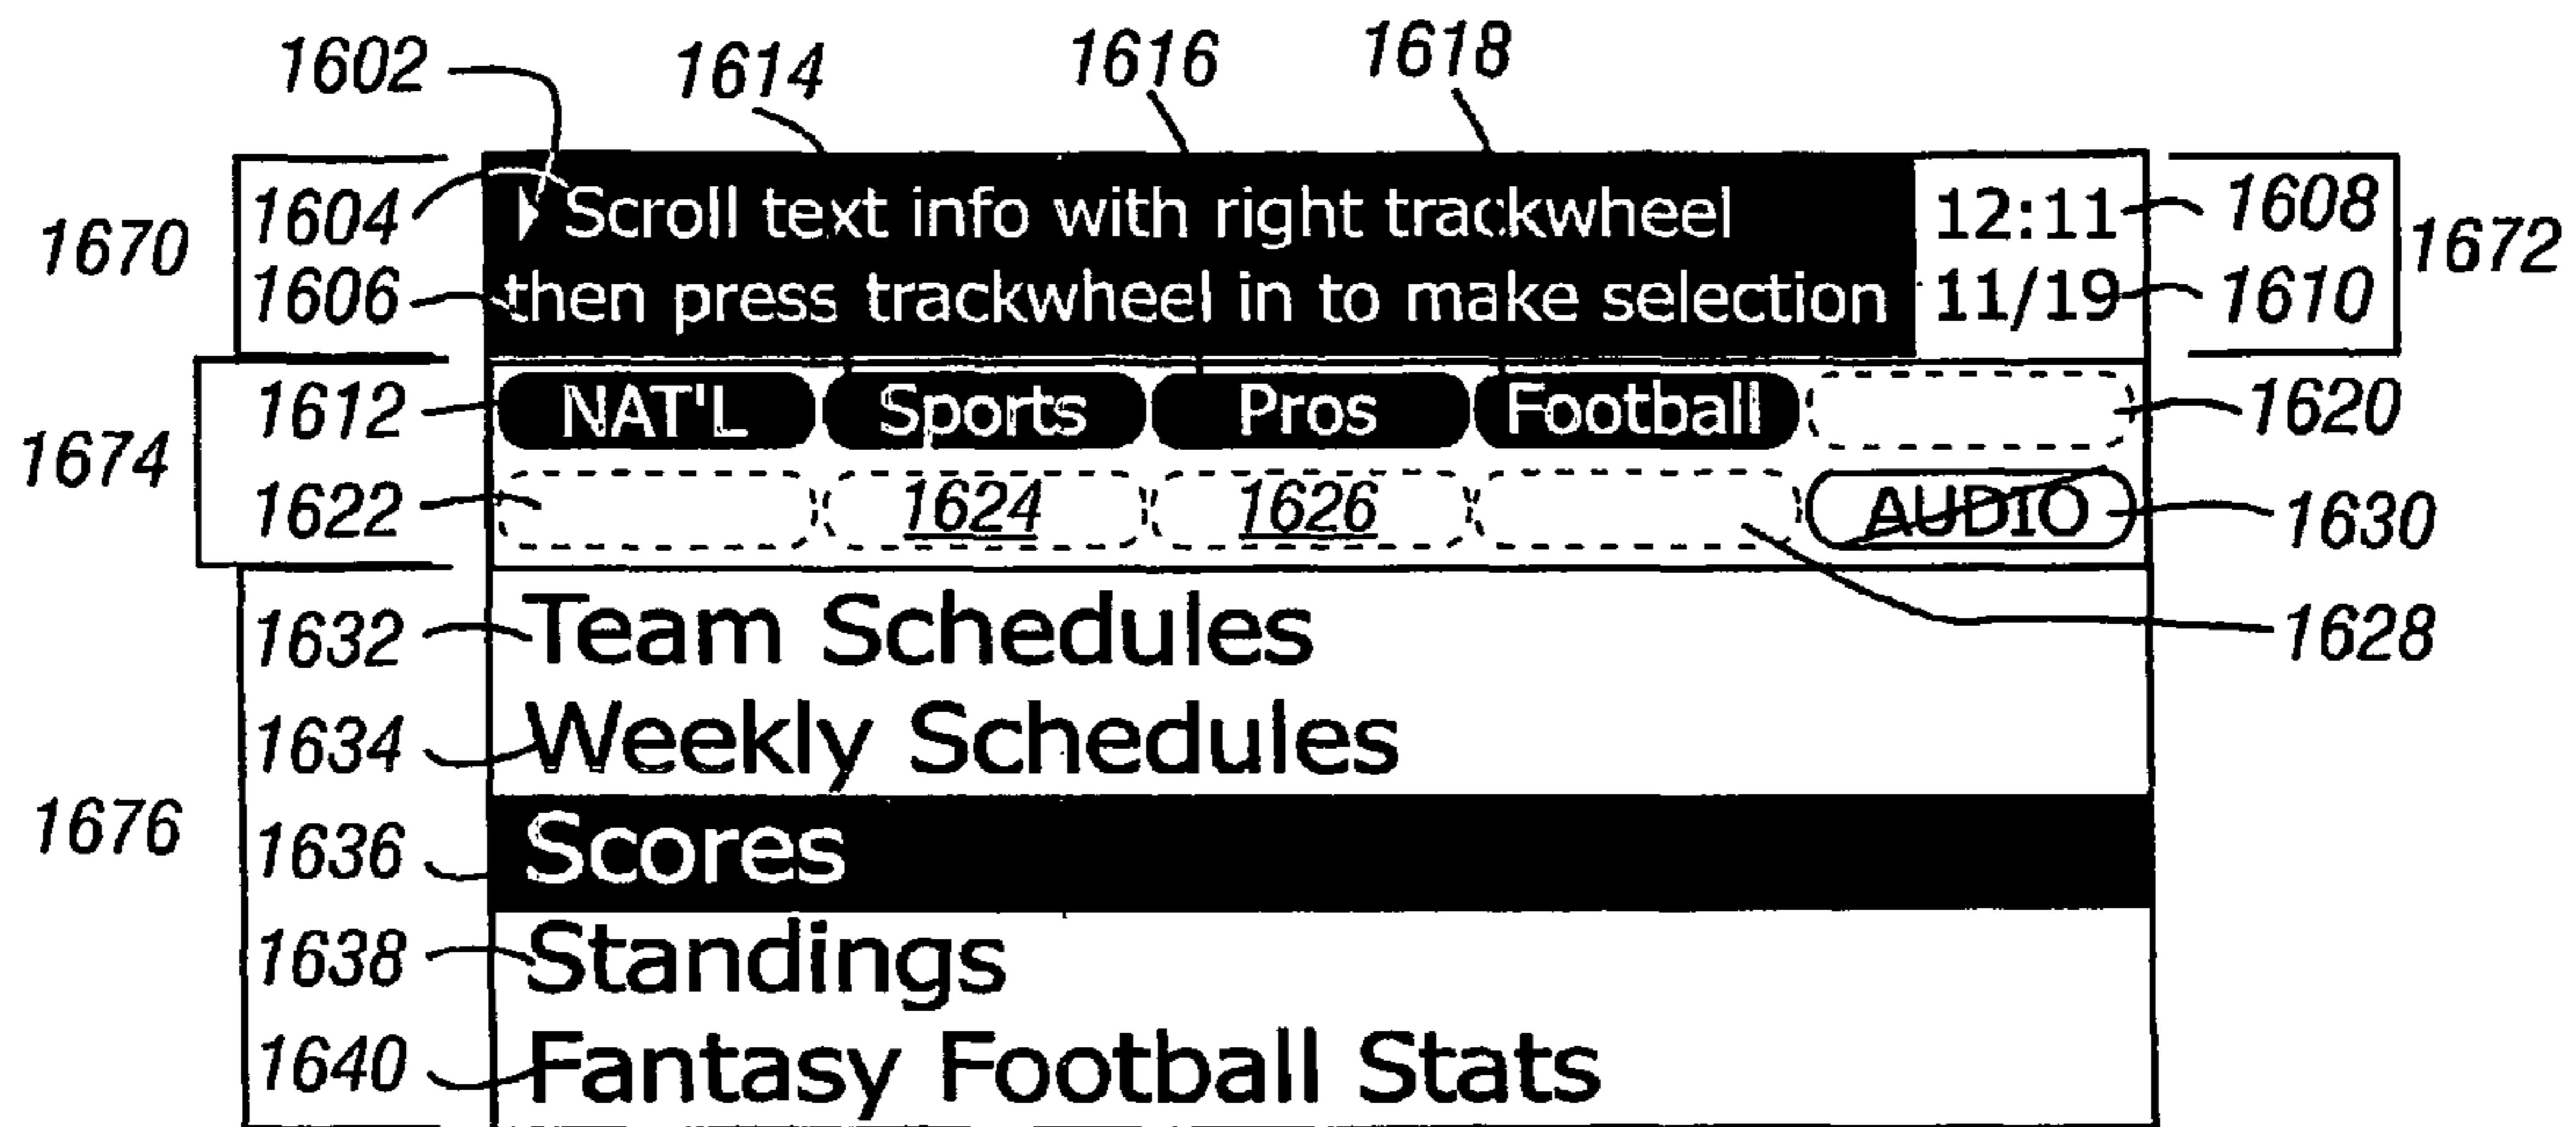 1602 1614 1616 1618
1670 1604 Scroll text info with right trackwheel 12:11 1608 1672
1606 then press trackwheel in to make selection 11/19 1610
1674 1612 NAT'L Sports Pros Football 1620
1622 1624 1626 AUDIO 1630
1632 Team Schedules 1628
1634 Weekly Schedules
1676 1636 Scores
1638 Standings
1640 Fantasy Football Stats